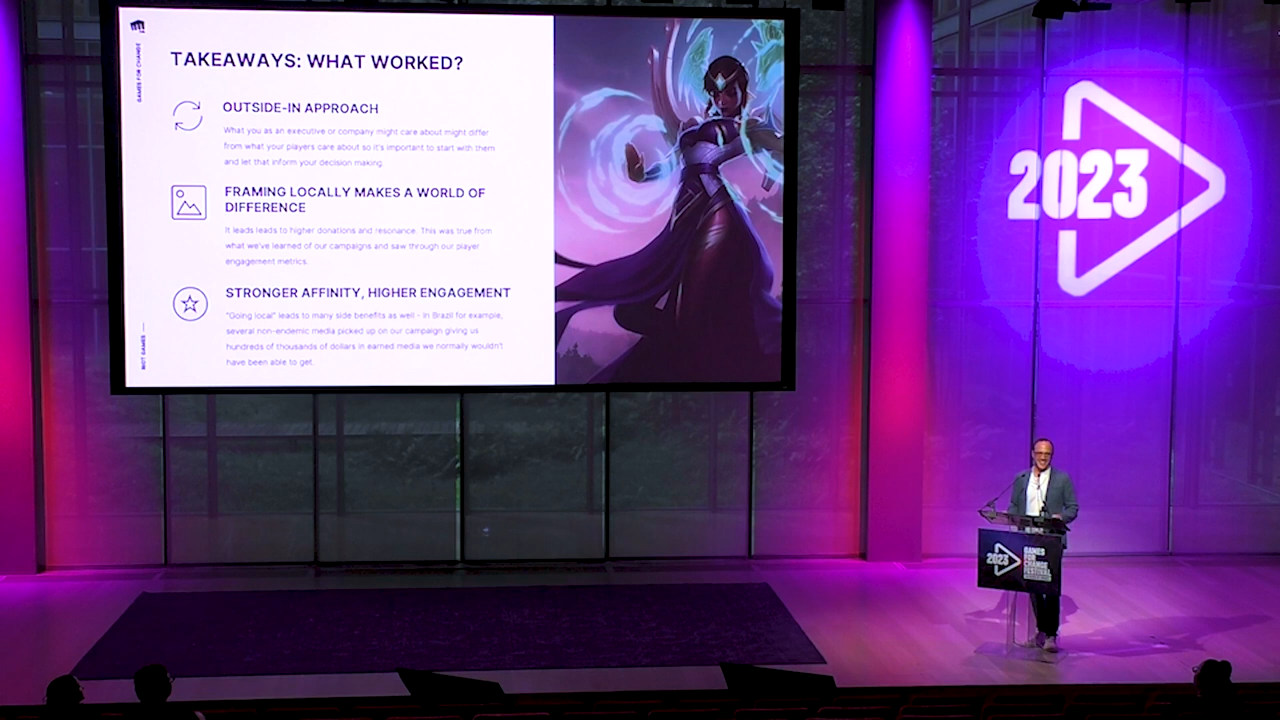 GAMES FOR CHANGE
TAKEAWAYS: WHAT WORKED?
OUTSIDE-IN APPROACH
What you as an executive or company might care about might differ
from what your players care about so it's important to start with them
and let that inform your decision making.
FRAMING LOCALLY MAKES A WORLD OF
DIFFERENCE
It leads leads to higher donations and resonance. This was true from
what we've learned of our campaigns and saw through our player
engagement metrics.
STRONGER AFFINITY, HIGHER ENGAGEMENT
"Going local" leads to many side benefits as well - in Brazil for example,
several non-endemic media picked up on our campaign giving us
hundreds of thousands of dollars in earned media we normally wouldn't
have been able to get.
RIOT GAMES
2023
2023
GAMES
FOR
CHANGE
FESTIVAL